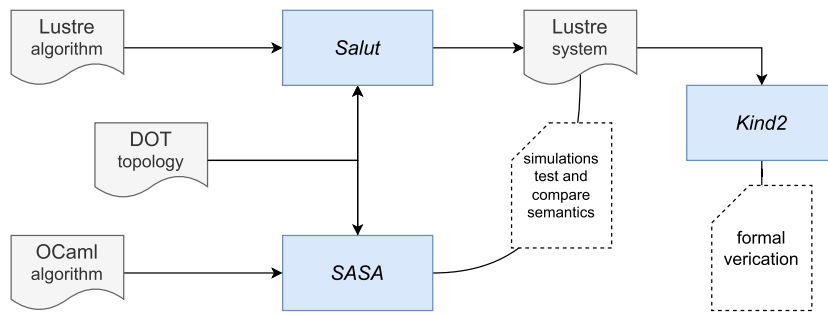 Lustre
algorithm
Salut
Lustre
system
DOT
topology
Kind2
simulations
test and
compare
semantics
OCaml
algorithm
SASA
formal
verication